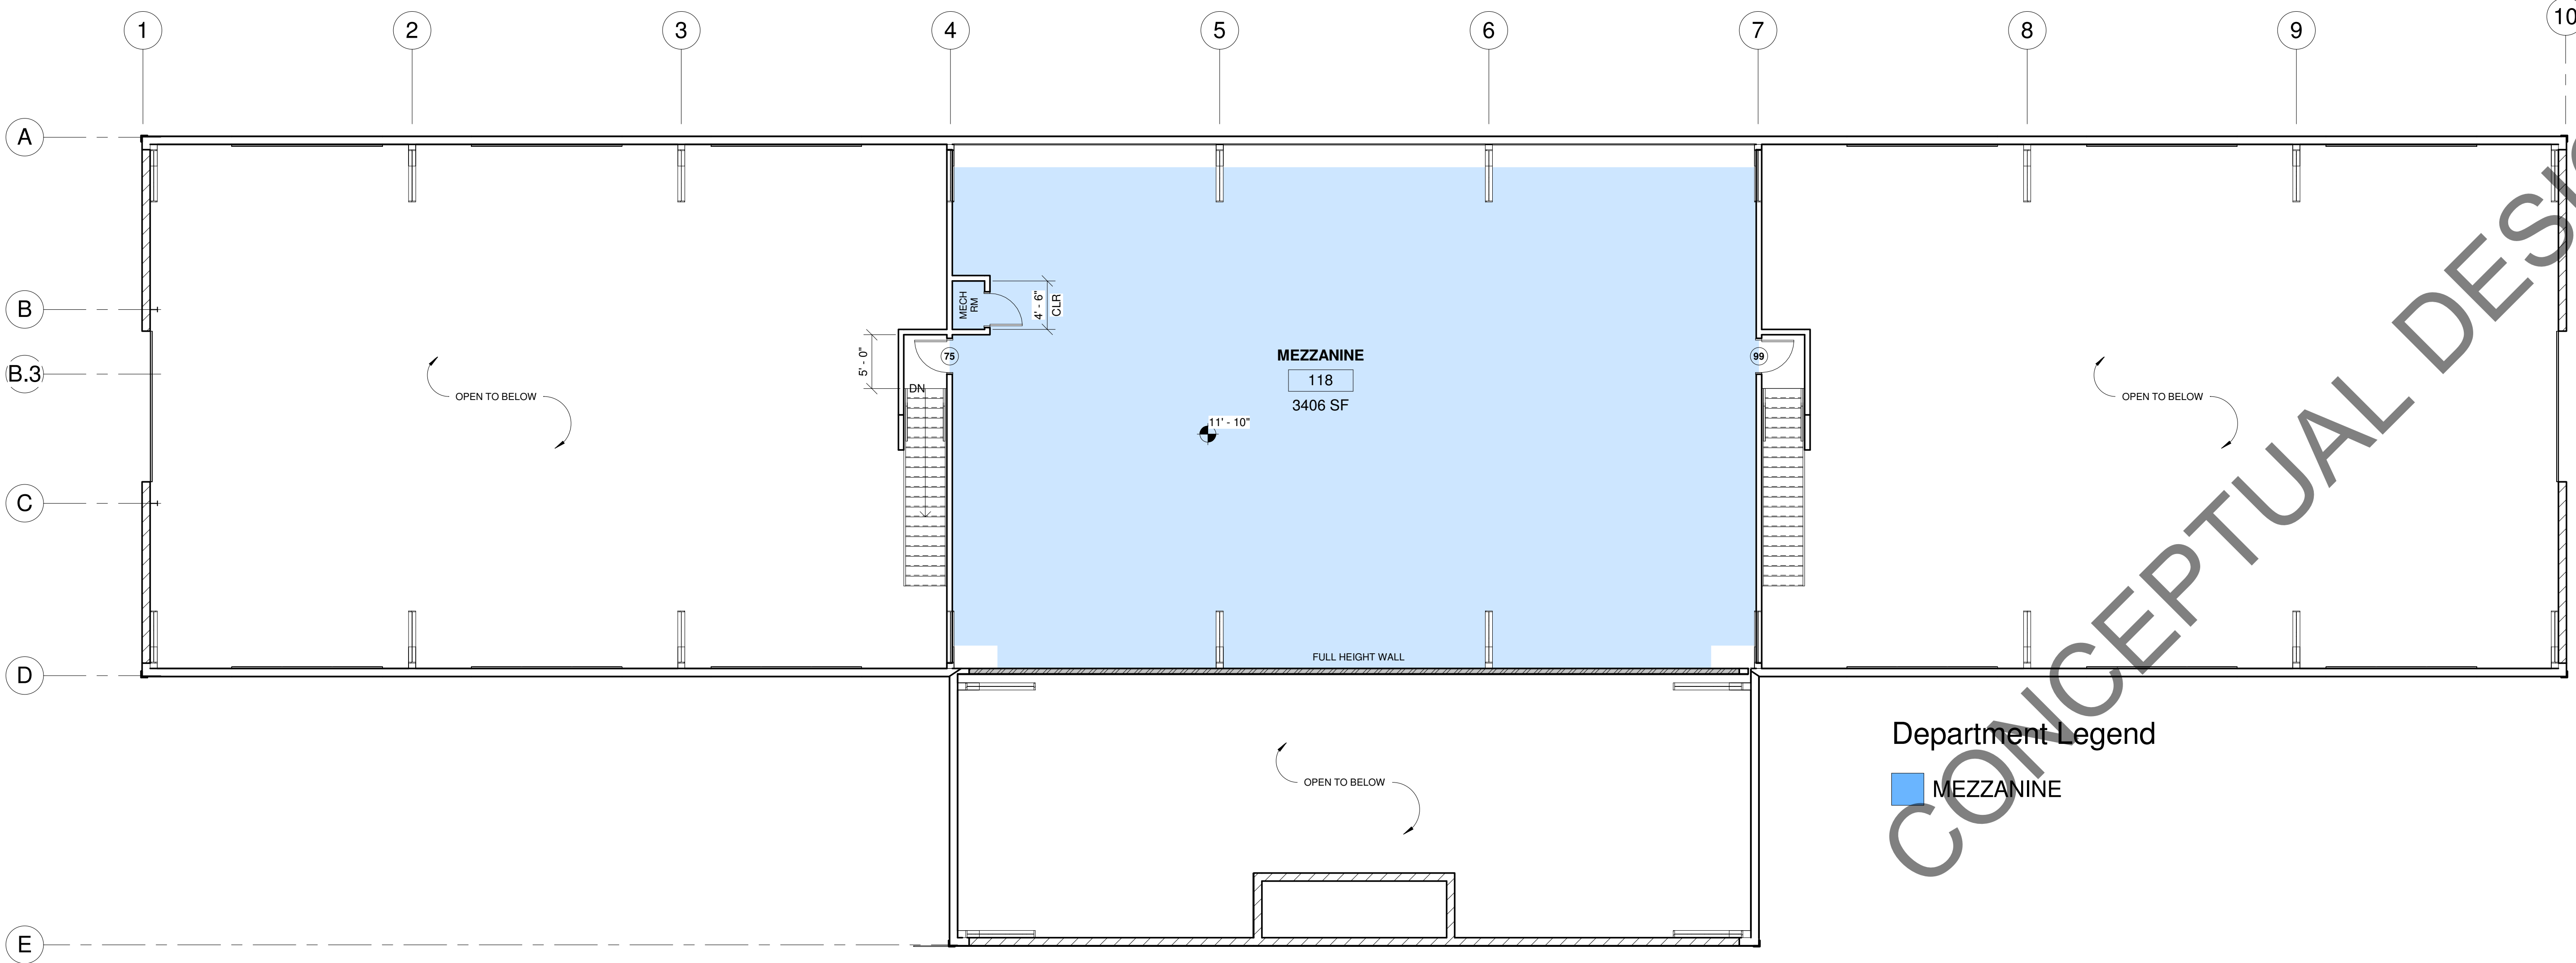 1 2 3 4 5 6 7 8 9 10
A
B
B.3
C
D
E
MECH
RM
4' - 6"
CLR
5' - 0"
75
DN
MEZZANINE
118
3406 SF
11' - 10"
99
OPEN TO BELOW
OPEN TO BELOW
FULL HEIGHT WALL
OPEN TO BELOW
Department Legend
MEZZANINE
CONCEPTUAL DESI